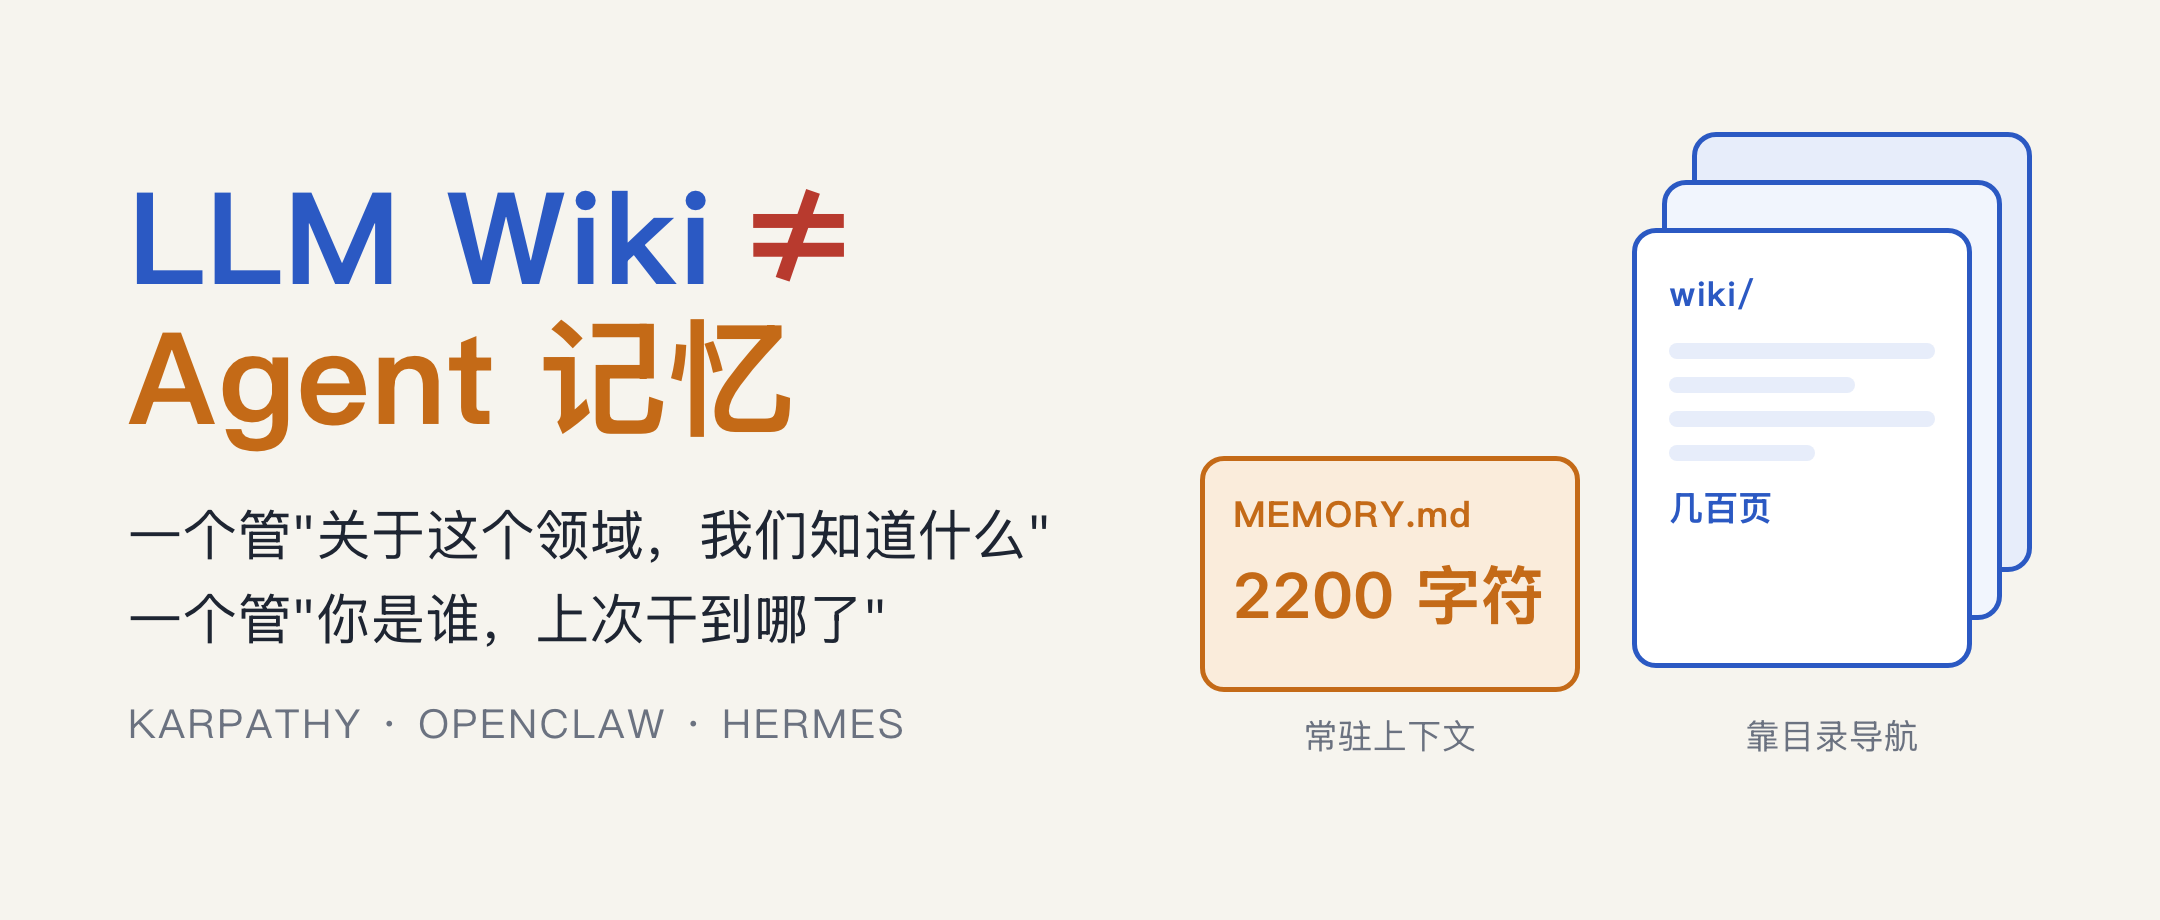 LLM Wiki ≠
Agent 记忆
一个管"关于这个领域，我们知道什么"
一个管"你是谁，上次干到哪了"
KARPATHY · OPENCLAW · HERMES
MEMORY.md
2200 字符
常驻上下文
wiki/
几百页
靠目录导航